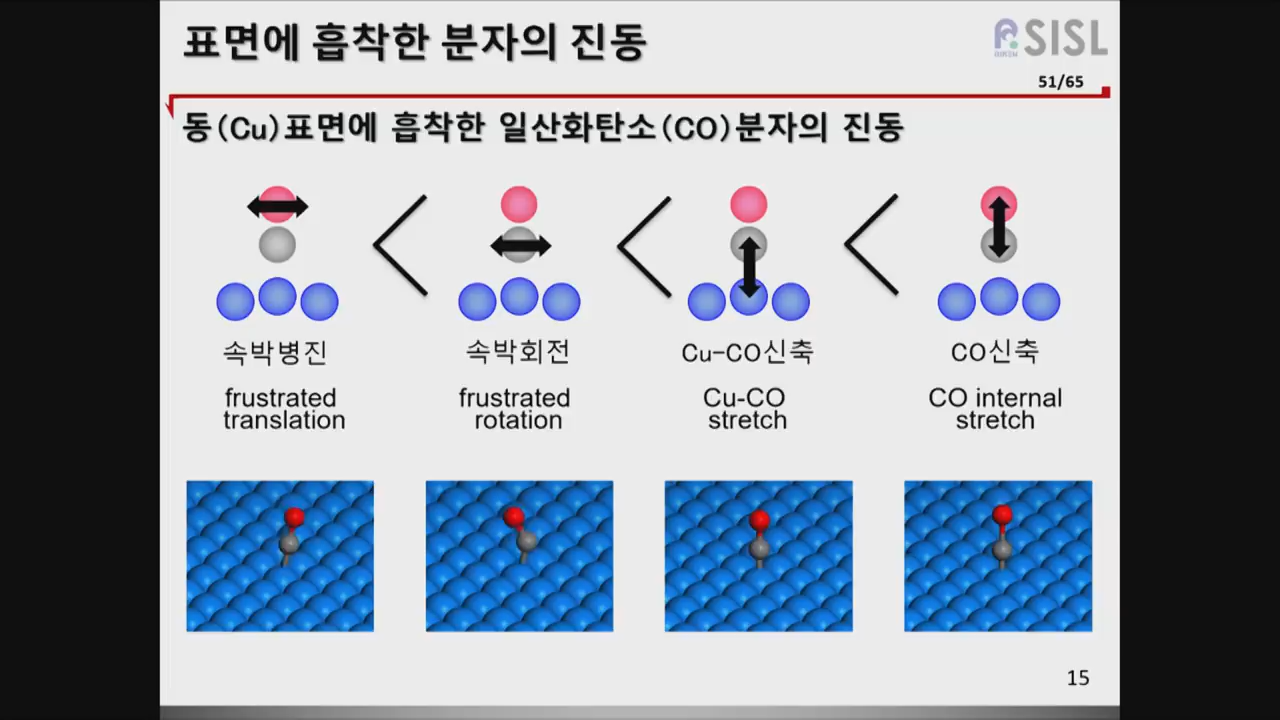 표면에 흡착한 분자의 진동
SISL
51/65
동(Cu)표면에 흡착한 일산화탄소(CO)분자의 진동
속박병진
속박회전
Cu-CO신축
CO신축
frustrated
translation
frustrated
rotation
Cu-CO
stretch
CO internal
stretch
15